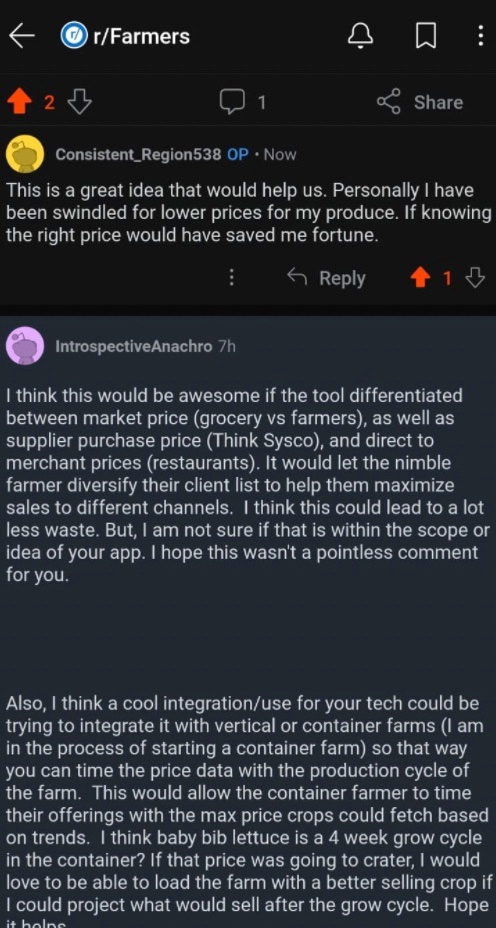 r/Farmers
2
1
Share
Consistent_Region538 OP • Now
This is a great idea that would help us. Personally I have
been swindled for lower prices for my produce. If knowing
the right price would have saved me fortune.
Reply
1
IntrospectiveAnachro 7h
I think this would be awesome if the tool differentiated
between market price (grocery vs farmers), as well as
supplier purchase price (Think Sysco), and direct to
merchant prices (restaurants). It would let the nimble
farmer diversify their client list to help them maximize
sales to different channels.  I think this could lead to a lot
less waste. But, I am not sure if that is within the scope or
idea of your app. I hope this wasn't a pointless comment
for you.
Also, I think a cool integration/use for your tech could be
trying to integrate it with vertical or container farms (I am
in the process of starting a container farm) so that way
you can time the price data with the production cycle of
the farm.  This would allow the container farmer to time
their offerings with the max price crops could fetch based
on trends.  I think baby bib lettuce is a 4 week grow cycle
in the container? If that price was going to crater, I would
love to be able to load the farm with a better selling crop if
I could project what would sell after the grow cycle.  Hope
it helps